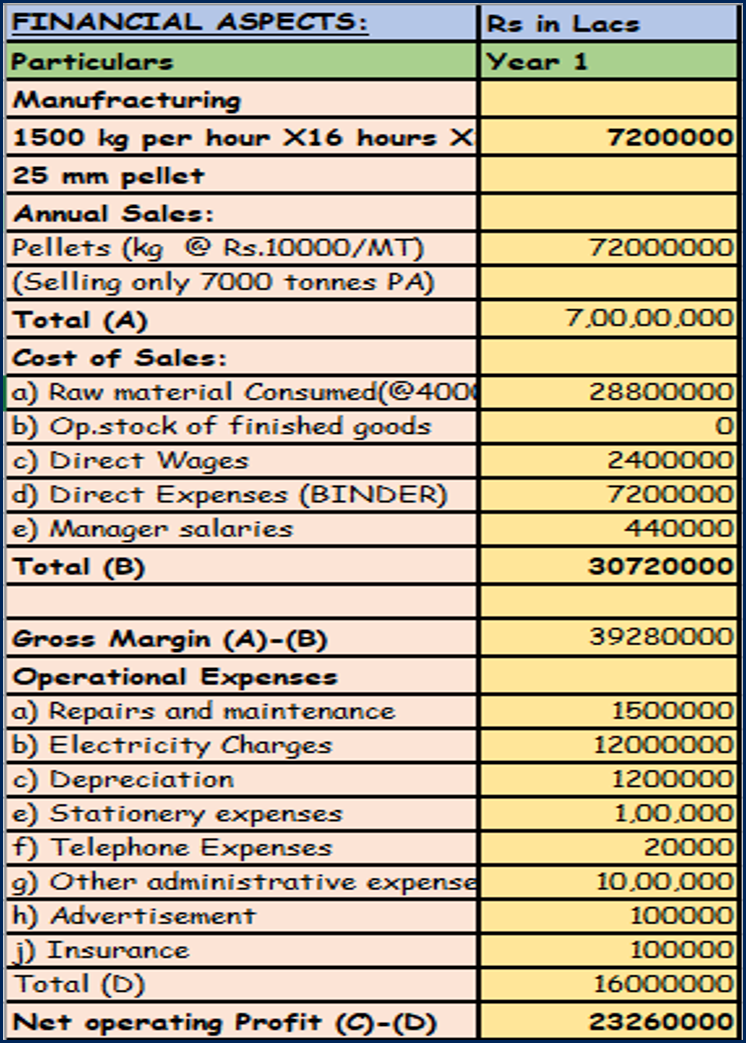 FINANCIAL ASPECTS: Rs in Lacs
Particulars Year 1
Manufracturing
1500 kg per hour X16 hours X 7200000
25 mm pellet
Annual Sales:
Pellets (kg @ Rs.10000/MT) 72000000
(Selling only 7000 tonnes PA)
Total (A) 7,00,00,000
Cost of Sales:
a) Raw material Consumed(@4000 28800000
b) Op.stock of finished goods 0
c) Direct Wages 2400000
d) Direct Expenses (BINDER) 7200000
e) Manager salaries 440000
Total (B) 30720000
Gross Margin (A)-(B) 39280000
Operational Expenses
a) Repairs and maintenance 1500000
b) Electricity Charges 12000000
c) Depreciation 1200000
e) Stationery expenses 1,00,000
f) Telephone Expenses 20000
g) Other administrative expense 10,00,000
h) Advertisement 100000
j) Insurance 100000
Total (D) 16000000
Net operating Profit (C)-(D) 23260000